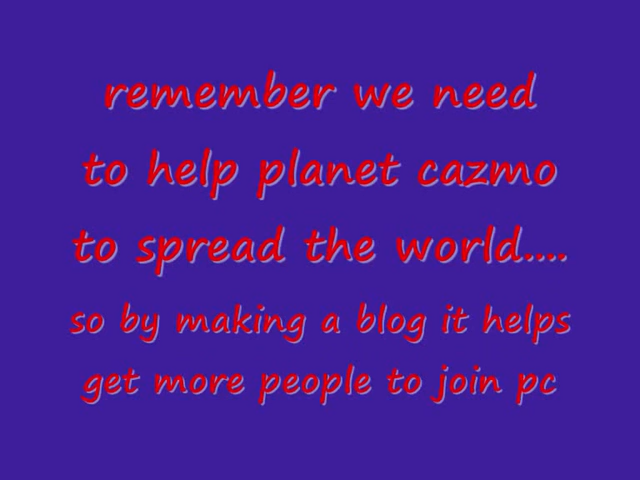 remember we need
to help planet cazmo
to spread the world....
so by making a blog it helps
get more people to join pc